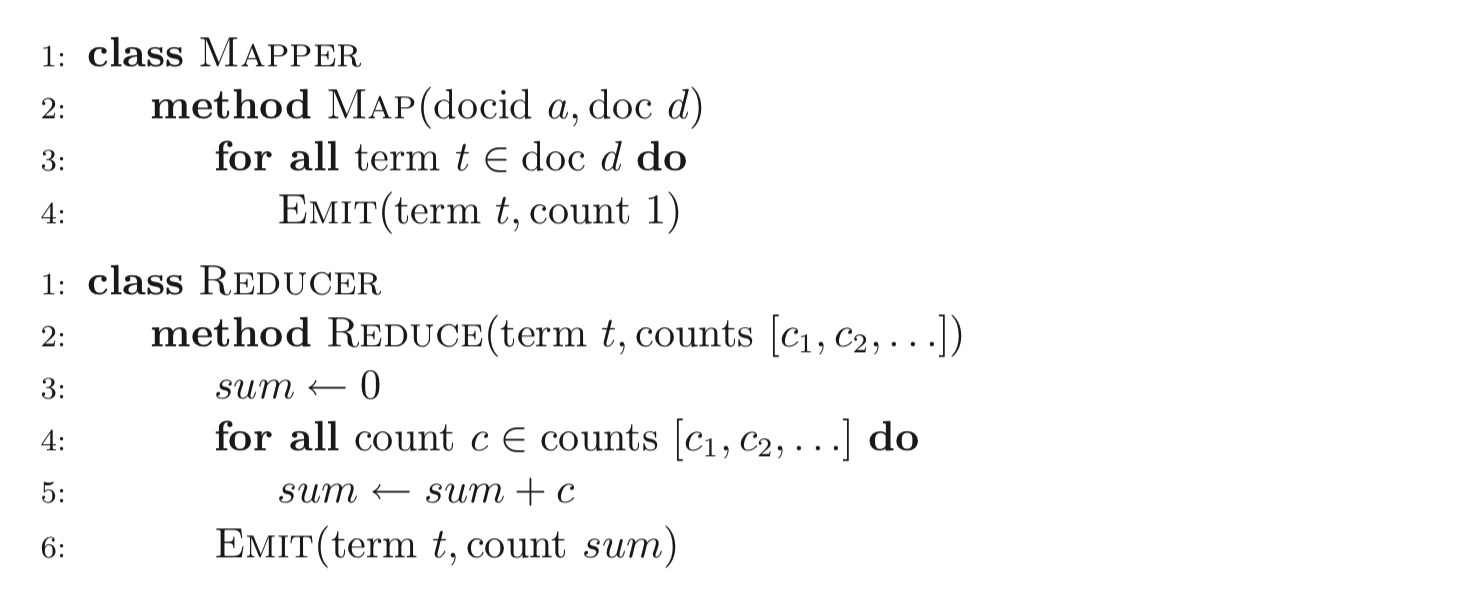 1: class MAPPER
2: method MAP(docid a, doc d)
3: for all term t ∈ doc d do
4: EMIT(term t, count 1)
1: class REDUCER
2: method REDUCE(term t, counts [c₁, c₂, . . .])
3: sum ← 0
4: for all count c ∈ counts [c₁, c₂, . . .] do
5: sum ← sum + c
6: EMIT(term t, count sum)